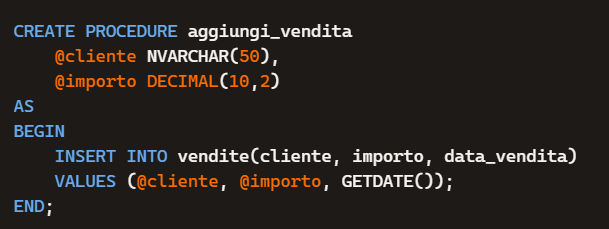 CREATE PROCEDURE aggiungi_vendita
    @cliente NVARCHAR(50),
    @importo DECIMAL(10,2)
AS
BEGIN
    INSERT INTO vendite(cliente, importo, data_vendita)
    VALUES (@cliente, @importo, GETDATE());
END;